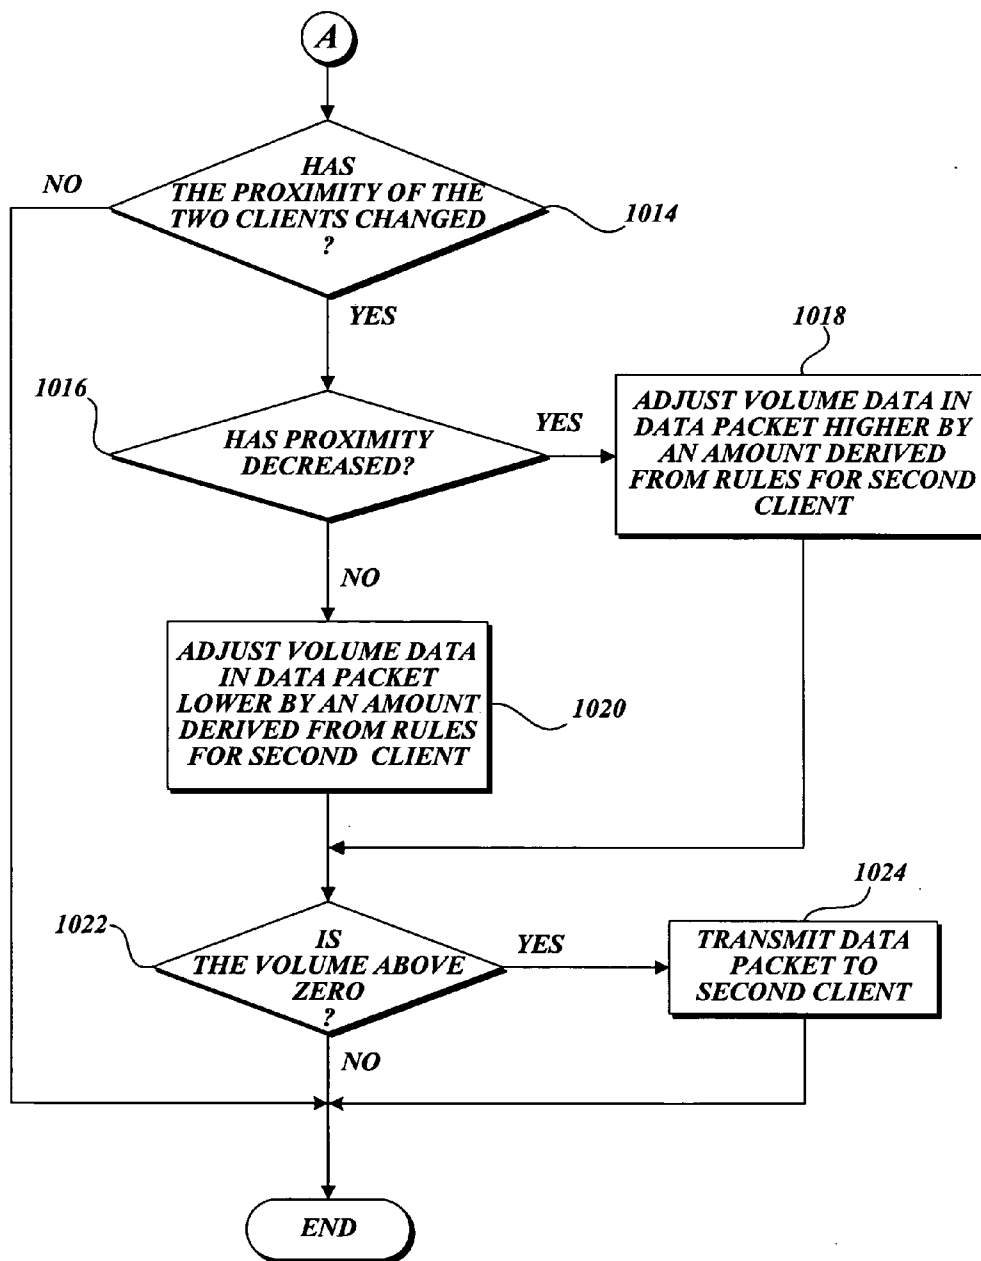 A
HAS
THE PROXIMITY OF THE
TWO CLIENTS CHANGED
?
NO
1014
YES
1018
1016
HAS PROXIMITY
DECREASED?
YES
ADJUST VOLUME DATA IN
DATA PACKET HIGHER BY
AN AMOUNT DERIVED
FROM RULES FOR SECOND
CLIENT
NO
ADJUST VOLUME DATA
IN DATA PACKET
LOWER BY AN AMOUNT
DERIVED FROM RULES
FOR SECOND CLIENT
1020
1024
1022
IS
THE VOLUME ABOVE
ZERO
?
YES
TRANSMIT DATA
PACKET TO
SECOND CLIENT
NO
END